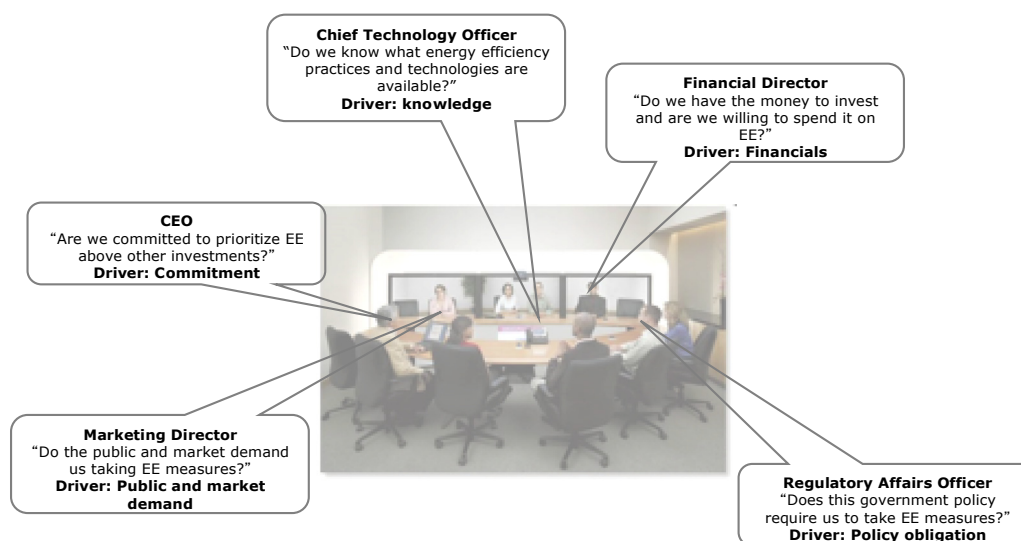 Chief Technology Officer
“Do we know what energy efficiency
practices and technologies are
available?”
Driver: knowledge
Financial Director
“Do we have the money to invest
and are we willing to spend it on
EE?”
Driver: Financials
CEO
“Are we committed to prioritize EE
above other investments?”
Driver: Commitment
Marketing Director
“Do the public and market demand
us taking EE measures?”
Driver: Public and market
demand
Regulatory Affairs Officer
“Does this government policy
require us to take EE measures?”
Driver: Policy obligation